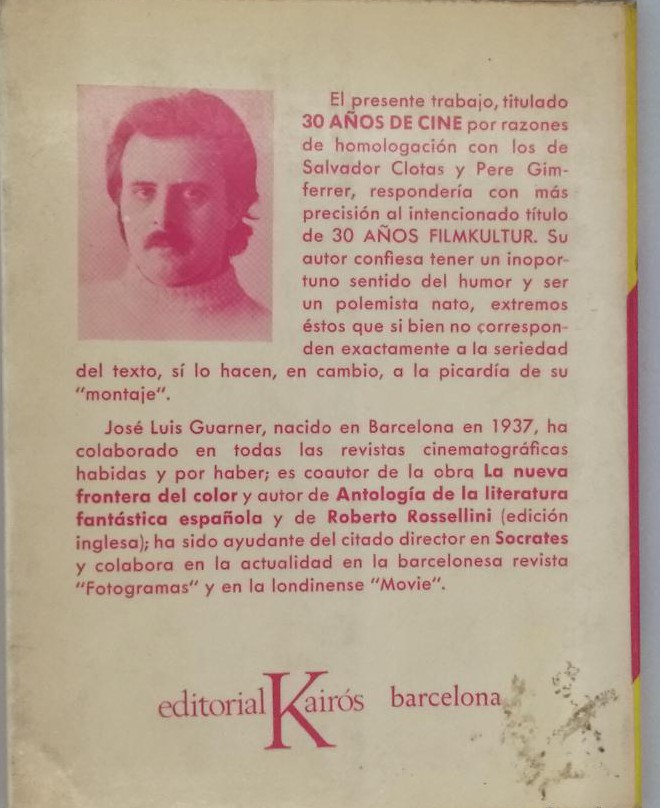 El presente trabajo, titulado
30 AÑOS DE CINE por razones
de homologación con los de
Salvador Clotas y Pere Gim-
ferrer, respondería con más
precisión al intencionado título
de 30 AÑOS FILMKULTUR. Su
autor confiesa tener un inopor-
tuno sentido del humor y ser
un polemista nato, extremos
éstos que si bien no correspon-
den exactamente a la seriedad
del texto, sí lo hacen, en cambio, a la picardía de su
"montaje".
José Luis Guarner, nacido en Barcelona en 1937, ha
colaborado en todas las revistas cinematográficas
habidas y por haber; es coautor de la obra La nueva
frontera del color y autor de Antología de la literatura
fantástica española y de Roberto Rossellini (edición
inglesa); ha sido ayudante del citado director en Socrates
y colabora en la actualidad en la barcelonesa revista
"Fotogramas" y en la londinense "Movie".
editorial Kairós barcelona